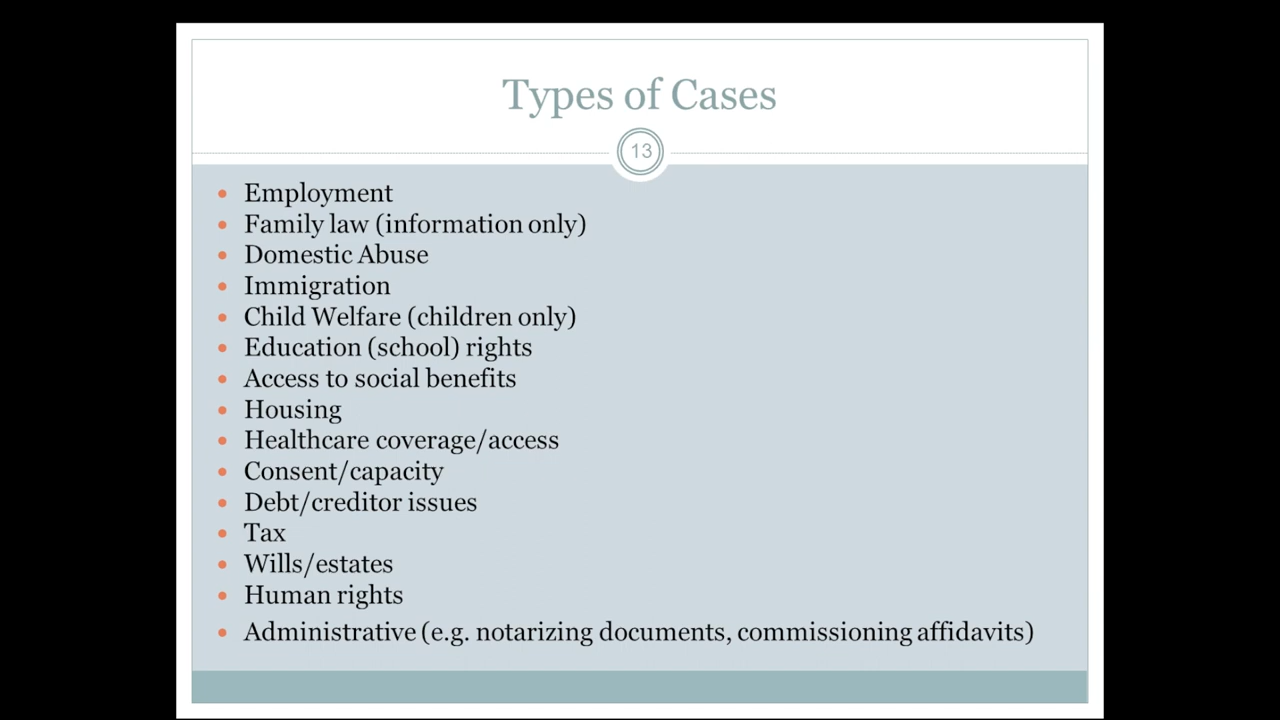 Types of Cases
13
Employment
Family law (information only)
Domestic Abuse
Immigration
Child Welfare (children only)
Education (school) rights
Access to social benefits
Housing
Healthcare coverage/access
Consent/capacity
Debt/creditor issues
Tax
Wills/estates
Human rights
Administrative (e.g. notarizing documents, commissioning affidavits)